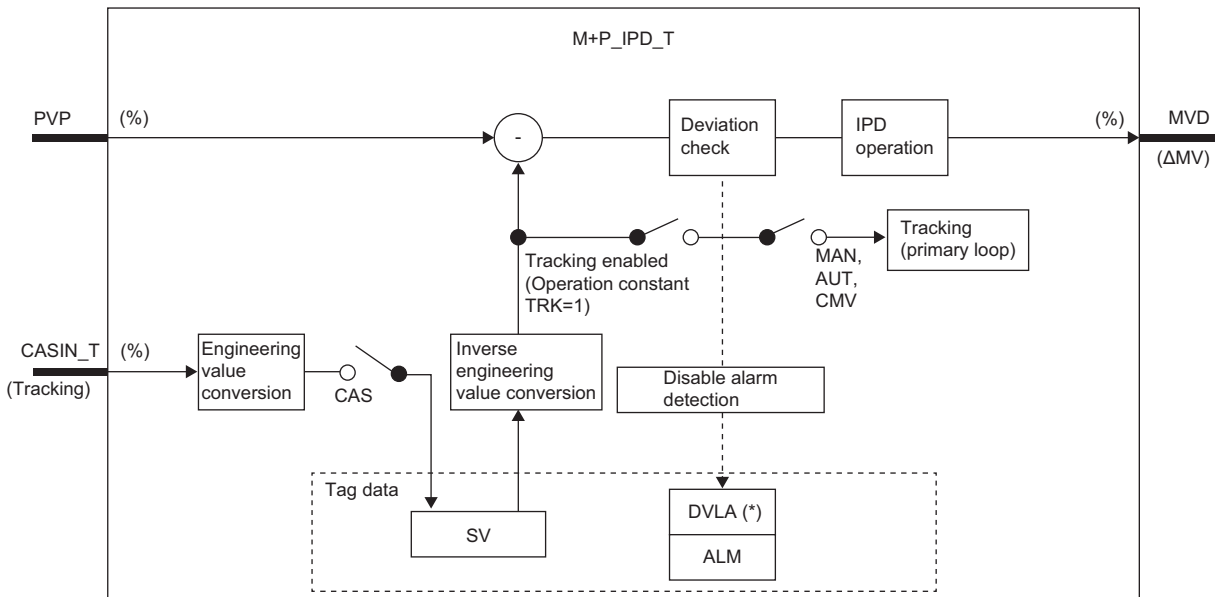 M+P_IPD_T
PVP
(%)
-
Deviation
check
IPD
operation
(%)
MVD
(ΔMV)
Tracking enabled
(Operation constant
TRK=1)
MAN,
AUT,
CMV
Tracking
(primary loop)
CASIN_T
(%)
(Tracking)
Engineering
value
conversion
CAS
Inverse
engineering
value conversion
Disable alarm
detection
Tag data
SV
DVLA (*)
ALM